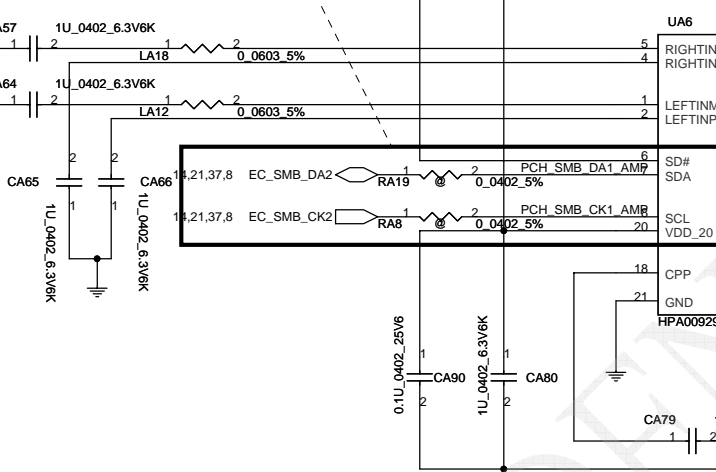 A57
1U_0402_6.3V6K
UA6
1 2
1 2
5 RIGHTIN
4 RIGHTIN
LA18
0_0603_5%
A64
1U_0402_6.3V6K
1 2
1 2
1 LEFTINM
2 LEFTINP
LA12
0_0603_5%
2 2
6 SD#
CA65
CA66
14,21,37,8 EC_SMB_DA2
1 2
PCH_SMB_DA1_AMP
7 SDA
RA19 @ 0_0402_5%
1 1
1U_0402_6.3V6K
1U_0402_6.3V6K
14,21,37,8 EC_SMB_CK2
1 2
PCH_SMB_CK1_AMP
SCL
RA8 @ 0_0402_5%
20 VDD_20
18 CPP
21 GND
HPA00929
0.1U_0402_25V6
1 CA90 2
1U_0402_6.3V6K
1 CA80 2
CA79
1 2